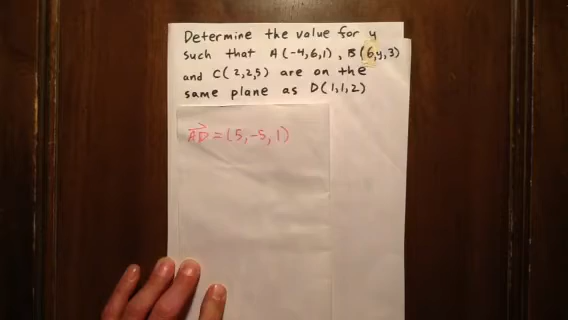 Determine the value for y
such that A(-4,6,1), B(6,y,3)
and C(2,2,5) are on the
same plane as D(1,1,2)
AD = (5,-5,1)